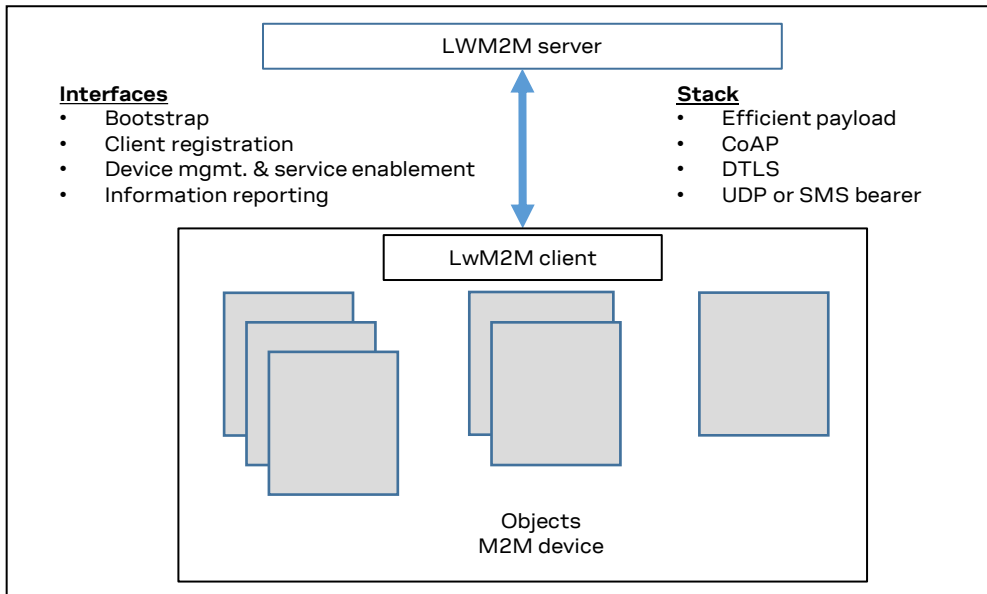 LWM2M server
Interfaces
• Bootstrap
• Client registration
• Device mgmt. & service enablement
• Information reporting
Stack
• Efficient payload
• CoAP
• DTLS
• UDP or SMS bearer
LwM2M client
Objects
M2M device